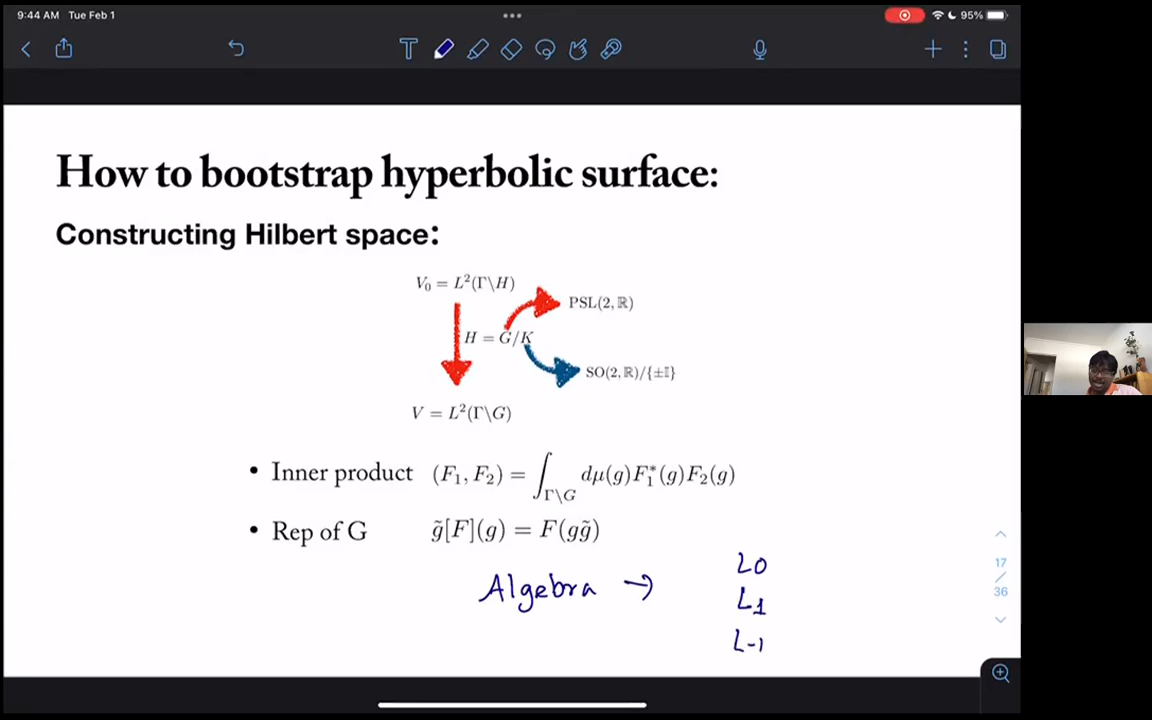 9:44 AM Tue Feb 1
95%
How to bootstrap hyperbolic surface:
Constructing Hilbert space:
V₀ = L²(Γ\H)
PSL(2, ℝ)
H = G/K
SO(2, ℝ)/{±𝕀}
V = L²(Γ\G)
• Inner product (F₁, F₂) = ∫_{Γ\G} dμ(g)F₁*(g)F₂(g)
• Rep of G g̃[F](g) = F(gg̃)
Algebra → L0
L1
L-1
17
/
36